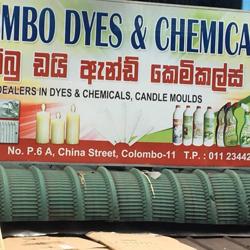 MBO DYES & CHEMICA
බු ඩයි ඇන්ඩ් කෙමිකල්ස්
DEALERS IN DYES & CHEMICALS, CANDLE MOULDS
No. P.6 A, China Street, Colombo-11 T.P. : 011 23442